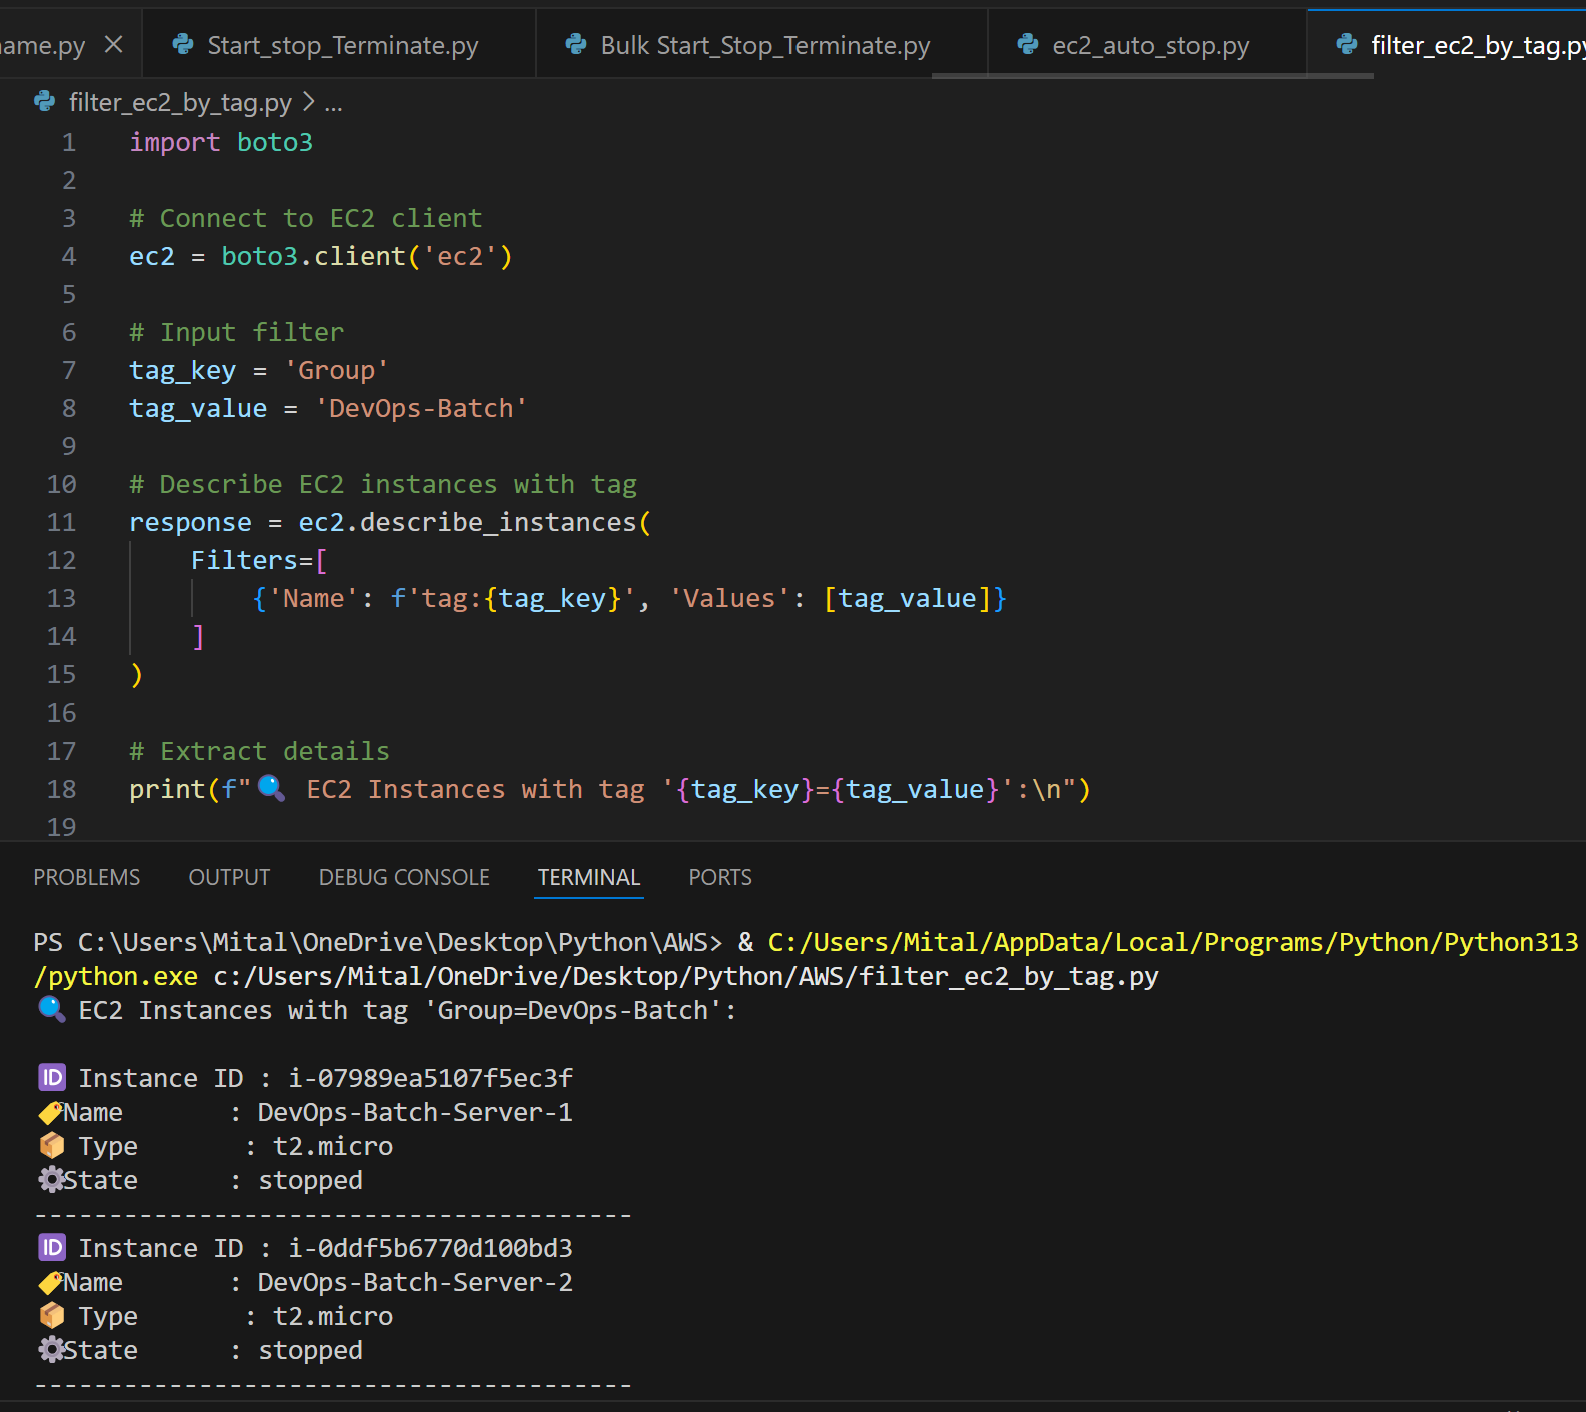 ame.py
Start_stop_Terminate.py
Bulk Start_Stop_Terminate.py
ec2_auto_stop.py
filter_ec2_by_tag.py
filter_ec2_by_tag.py > ...
1 import boto3
2
3 # Connect to EC2 client
4 ec2 = boto3.client('ec2')
5
6 # Input filter
7 tag_key = 'Group'
8 tag_value = 'DevOps-Batch'
9
10 # Describe EC2 instances with tag
11 response = ec2.describe_instances(
12     Filters=[
13         {'Name': f'tag:{tag_key}', 'Values': [tag_value]}
14     ]
15 )
16
17 # Extract details
18 print(f"🔍 EC2 Instances with tag '{tag_key}={tag_value}':\n")
19
PROBLEMS OUTPUT DEBUG CONSOLE TERMINAL PORTS
PS C:\Users\Mital\OneDrive\Desktop\Python\AWS> & C:/Users/Mital/AppData/Local/Programs/Python/Python313
/python.exe c:/Users/Mital/OneDrive/Desktop/Python/AWS/filter_ec2_by_tag.py
🔍 EC2 Instances with tag 'Group=DevOps-Batch':
🆔 Instance ID : i-07989ea5107f5ec3f
🏷️Name       : DevOps-Batch-Server-1
📦 Type       : t2.micro
⚙️State      : stopped
----------------------------------------
🆔 Instance ID : i-0ddf5b6770d100bd3
🏷️Name       : DevOps-Batch-Server-2
📦 Type       : t2.micro
⚙️State      : stopped
----------------------------------------